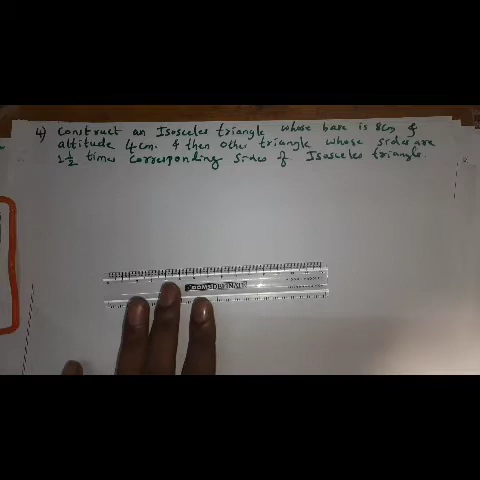 4) Construct an Isosceles triangle whose base is 8cm &
altitude 4cm. & then other triangle whose sides are
1½ times corresponding sides of Isosceles triangle.